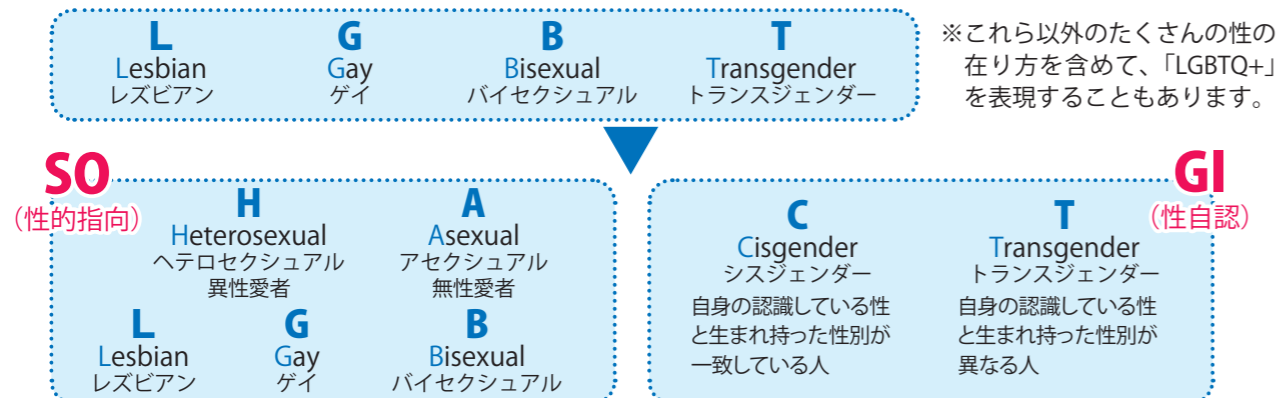 L
Lesbian
レズビアン
G
Gay
ゲイ
B
Bisexual
バイセクシュアル
T
Transgender
トランスジェンダー
※これら以外のたくさんの性の
在り方を含めて、「LGBTQ+」
を表現することもあります。
SO
（性的指向）
H
Heterosexual
ヘテロセクシュアル
異性愛者
A
Asexual
アセクシュアル
無性愛者
L
Lesbian
レズビアン
G
Gay
ゲイ
B
Bisexual
バイセクシュアル
GI
（性自認）
C
Cisgender
シスジェンダー
自身の認識している性
と生まれ持った性別が
一致している人
T
Transgender
トランスジェンダー
自身の認識している性
と生まれ持った性別が
異なる人